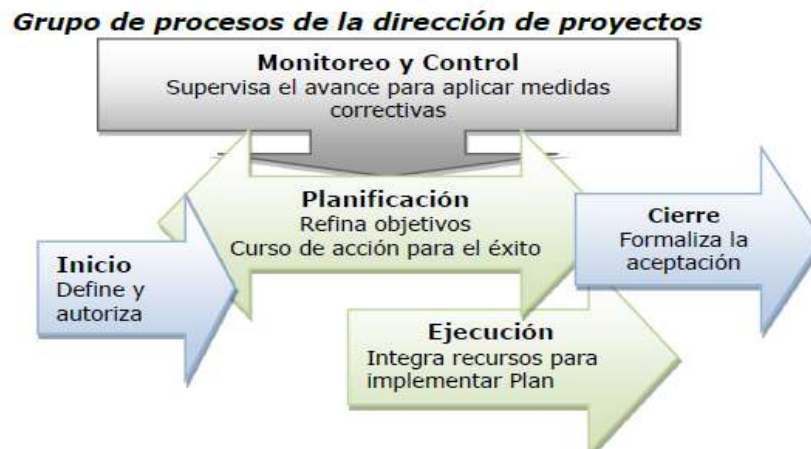 Grupo de procesos de la dirección de proyectos
Monitoreo y Control
Supervisa el avance para aplicar medidas
correctivas
Planificación
Refina objetivos
Curso de acción para el éxito
Inicio
Define y
autoriza
Cierre
Formaliza la
aceptación
Ejecución
Integra recursos para
implementar Plan